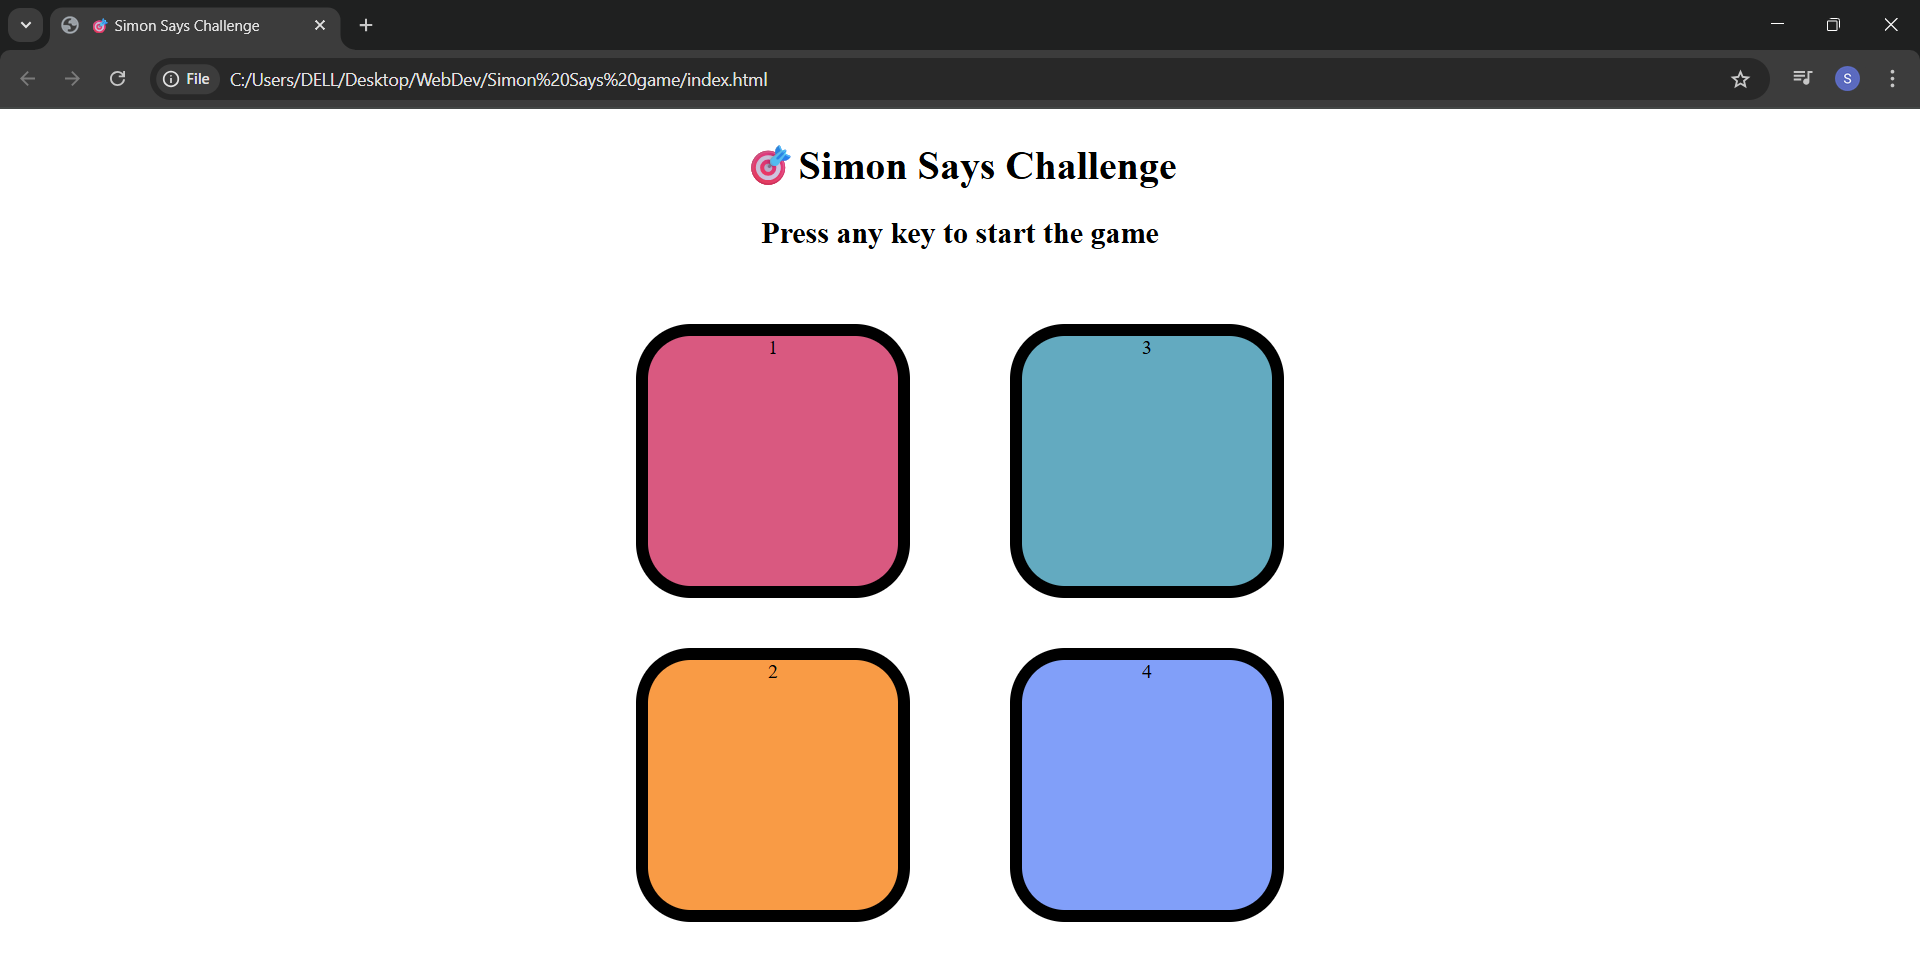 🎯 Simon Says Challenge
File C:/Users/DELL/Desktop/WebDev/Simon%20Says%20game/index.html
S
🎯 Simon Says Challenge
Press any key to start the game
1 3
2 4